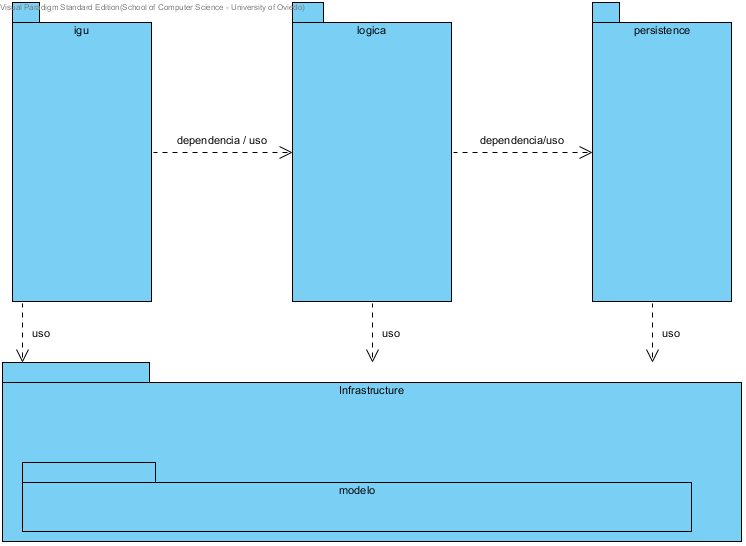 Visual Paradigm Standard Edition(School of Computer Science - University of Oviedo)
igu
logica
persistence
dependencia / uso
dependencia/uso
uso
uso
uso
Infrastructure
modelo